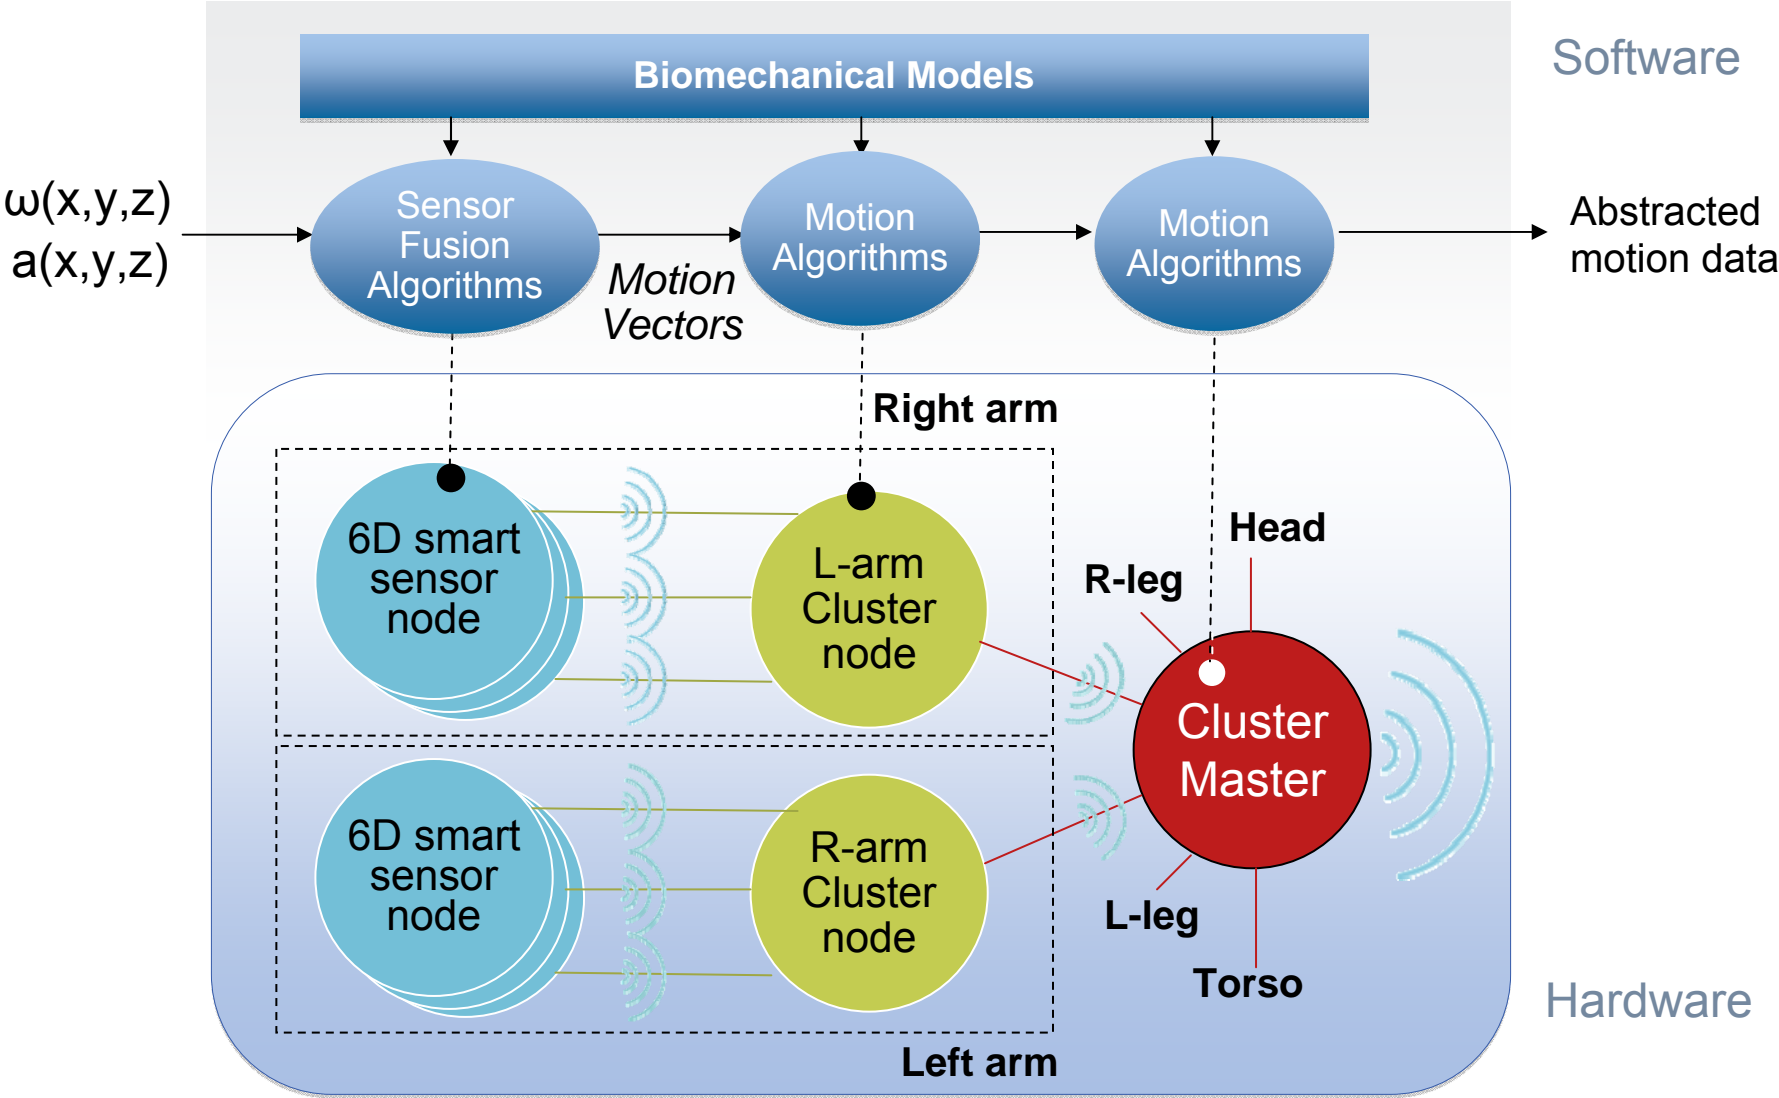 Software
Biomechanical Models
ω(x,y,z)
a(x,y,z)
Sensor
Fusion
Algorithms
Motion
Vectors
Motion
Algorithms
Motion
Algorithms
Abstracted
motion data
Right arm
6D smart
sensor
node
L-arm
Cluster
node
Head
R-leg
Cluster
Master
6D smart
sensor
node
R-arm
Cluster
node
L-leg
Torso
Left arm
Hardware